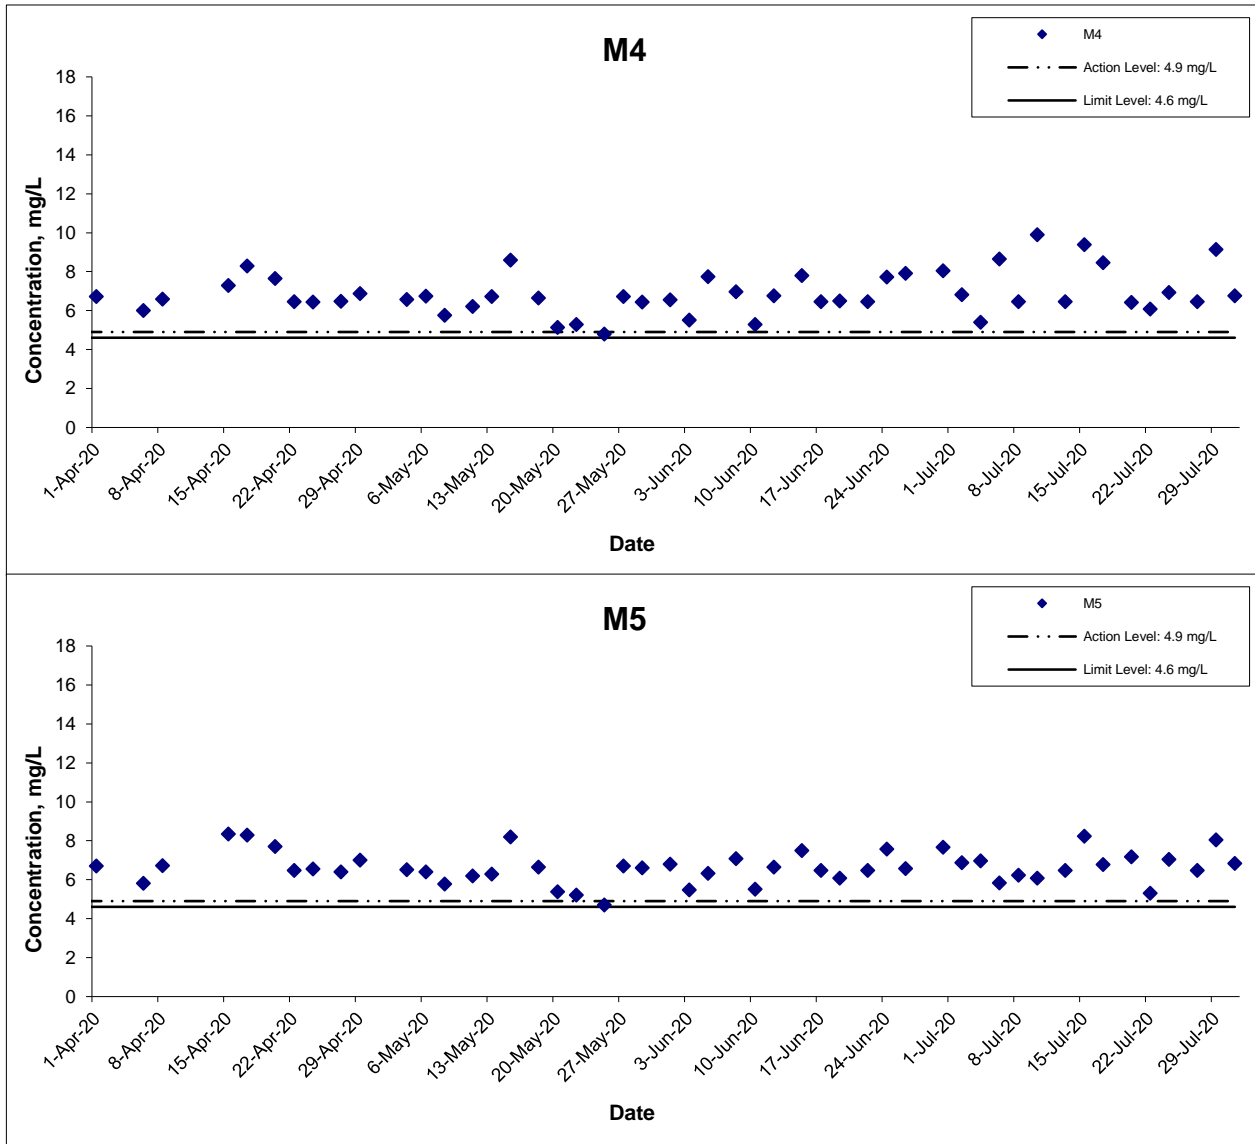 M4
M4
Action Level: 4.9 mg/L
Limit Level: 4.6 mg/L
18
16
14
12
10
8
6
4
2
0
Concentration, mg/L
1-Apr-20
8-Apr-20
15-Apr-20
22-Apr-20
29-Apr-20
6-May-20
13-May-20
20-May-20
27-May-20
3-Jun-20
10-Jun-20
17-Jun-20
24-Jun-20
1-Jul-20
8-Jul-20
15-Jul-20
22-Jul-20
29-Jul-20
Date
M5
M5
Action Level: 4.9 mg/L
Limit Level: 4.6 mg/L
18
16
14
12
10
8
6
4
2
0
Concentration, mg/L
1-Apr-20
8-Apr-20
15-Apr-20
22-Apr-20
29-Apr-20
6-May-20
13-May-20
20-May-20
27-May-20
3-Jun-20
10-Jun-20
17-Jun-20
24-Jun-20
1-Jul-20
8-Jul-20
15-Jul-20
22-Jul-20
29-Jul-20
Date